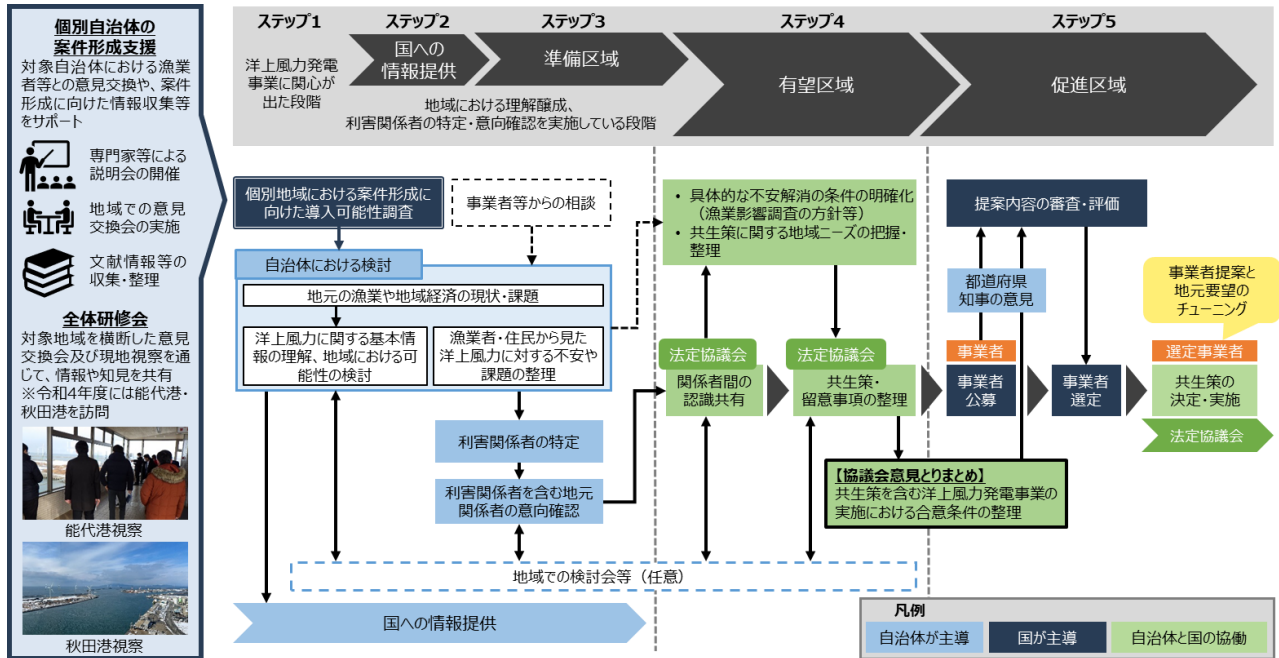 個別自治体の
案件形成支援
対象自治体における漁業
者等との意見交換や、案件
形成に向けた情報収集等
をサポート
専門家等による
説明会の開催
地域での意見
交換会の実施
文献情報等の
収集・整理
全体研修会
対象地域を横断した意見
交換会及び現地視察を通
じて、情報や知見を共有
※令和4年度には能代港・
秋田港を訪問
能代港視察
秋田港視察
ステップ1
ステップ2
ステップ3
ステップ4
ステップ5
洋上風力発電
事業に関心が
出た段階
国への
情報提供
準備区域
有望区域
促進区域
地域における理解醸成、
利害関係者の特定・意向確認を実施している段階
個別地域における案件形成に
向けた導入可能性調査
事業者等からの相談
自治体における検討
地元の漁業や地域経済の現状・課題
洋上風力に関する基本情
報の理解、地域における可
能性の検討
漁業者・住民から見た
洋上風力に対する不安や
課題の整理
利害関係者の特定
利害関係者を含む地元
関係者の意向確認
• 具体的な不安解消の条件の明確化
（漁業影響調査の方針等）
• 共生策に関する地域ニーズの把握・
整理
法定協議会
関係者間の
認識共有
法定協議会
共生策・
留意事項の整理
【協議会意見とりまとめ】
共生策を含む洋上風力発電事業の
実施における合意条件の整理
提案内容の審査・評価
都道府県
知事の意見
事業者
事業者
公募
事業者
選定
事業者提案と
地元要望の
チューニング
選定事業者
共生策の
決定・実施
法定協議会
地域での検討会等（任意）
国への情報提供
凡例
自治体が主導
国が主導
自治体と国の協働